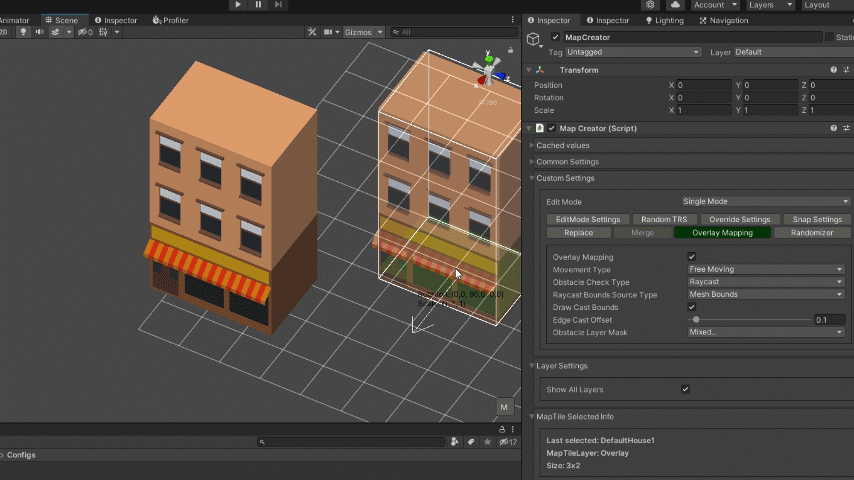 Animator Scene Inspector Profiler
Account Layers Layout
20 0 Gizmos All
Inspector Inspector Lighting Navigation
MapCreator
Tag Untagged Layer Default
Transform
Position X 0 Y 0 Z 0
Rotation X 0 Y 0 Z 0
Scale X 1 Y 1 Z 1
Map Creator (Script)
Cached values
Common Settings
Custom Settings
Edit Mode Single Mode
EditMode Settings Random TRS Override Settings Snap Settings
Replace Merge Overlay Mapping Randomizer
Overlay Mapping
Movement Type Free Moving
Obstacle Check Type Raycast
Raycast Bounds Source Type Mesh Bounds
Draw Cast Bounds
Edge Cast Offset 0.1
Obstacle Layer Mask Mixed...
Layer Settings
Show All Layers
MapTile Selected Info
Last selected: DefaultHouse1
MapTileLayer: Overlay
Size: 3x2
y
x
Iso
M
17
Configs